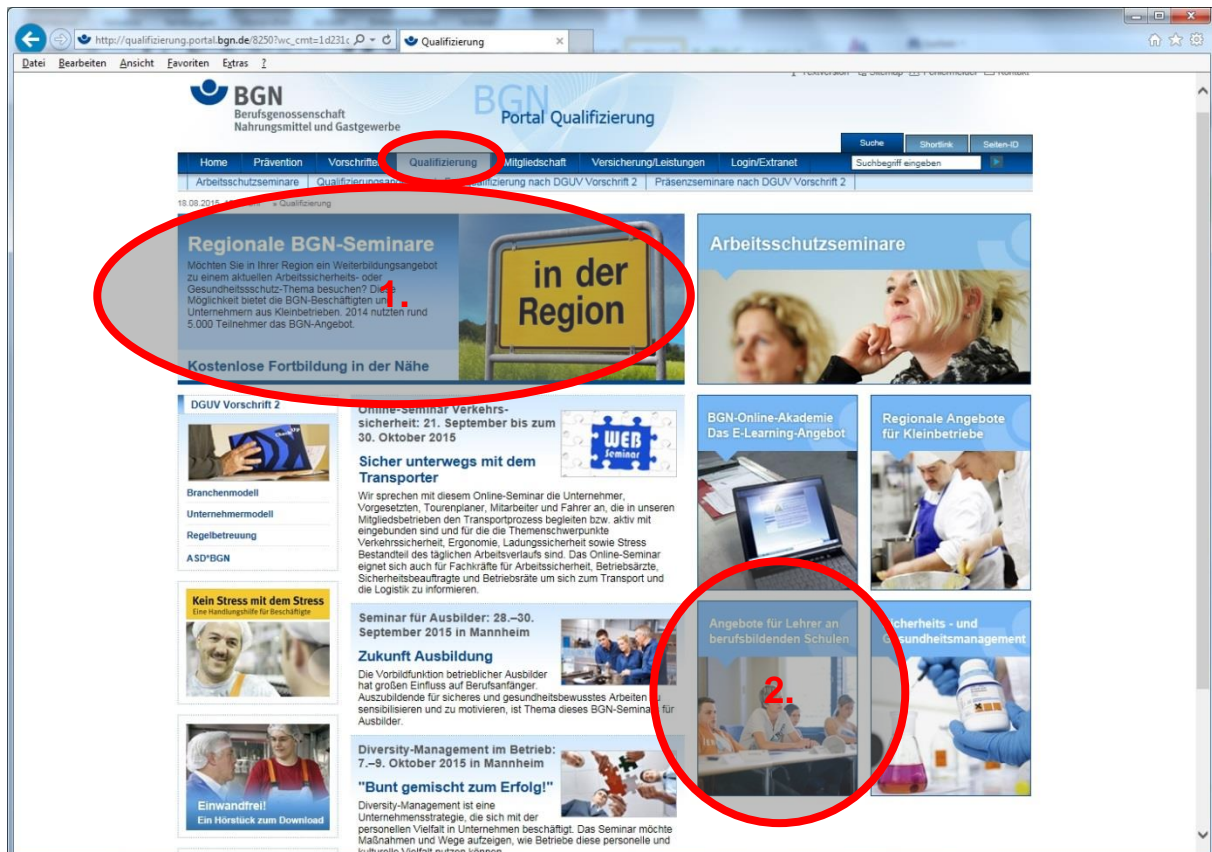 http://qualifizierung.portal.bgn.de/8250?wc_cmt=1d231c
Qualifizierung
Datei Bearbeiten Ansicht Favoriten Extras ?
Textversion Sitemap Fehlermelder Kontakt
BGN
Berufsgenossenschaft
Nahrungsmittel und Gastgewerbe
BGN
Portal Qualifizierung
Suche Shortlink Seiten-ID
Home Prävention Vorschriften Qualifizierung Mitgliedschaft Versicherung/Leistungen Login/Extranet
Suchbegriff eingeben
Arbeitsschutzseminare
nach DGUV Vorschrift 2 Präsenzseminare nach DGUV Vorschrift 2
18.08.2015
» Qualifizierung
Regionale BGN-Seminare
Möchten Sie in Ihrer Region ein Weiterbildungsangebot
zu einem aktuellen Arbeitssicherheits- oder
Gesundheitssschutz-Thema besuchen? Diese
Möglichkeit bietet die BGN-Beschäftigten und
Unternehmern aus Kleinbetrieben. 2014 nutzten rund
5.000 Teilnehmer das BGN-Angebot.
Kostenlose Fortbildung in der Nähe
1.
in der
Region
Arbeitsschutzseminare
DGUV Vorschrift 2
Branchenmodell
Unternehmermodell
Regelbetreuung
ASD*BGN
Kein Stress mit dem Stress
Eine Handlungshilfe für Beschäftigte
Einwandfrei!
Ein Hörstück zum Download
Online-Seminar Verkehrs-
sicherheit: 21. September bis zum
30. Oktober 2015
WEB
Seminar
Sicher unterwegs mit dem
Transporter
Wir sprechen mit diesem Online-Seminar die Unternehmer,
Vorgesetzten, Tourenplaner, Mitarbeiter und Fahrer an, die in unseren
Mitgliedsbetrieben den Transportprozess begleiten bzw. aktiv mit
eingebunden sind und für die die Themenschwerpunkte
Verkehrssicherheit, Ergonomie, Ladungssicherheit sowie Stress
Bestandteil des täglichen Arbeitsverlaufs sind. Das Online-Seminar
eignet sich auch für Fachkräfte für Arbeitssicherheit, Betriebsärzte,
Sicherheitsbeauftragte und Betriebsräte um sich zum Transport und
die Logistik zu informieren.
Seminar für Ausbilder: 28.–30.
September 2015 in Mannheim
Zukunft Ausbildung
Die Vorbildfunktion betrieblicher Ausbilder
hat großen Einfluss auf Berufsanfänger.
Auszubildende für sicheres und gesundheitsbewusstes Arbeiten zu
sensibilisieren und zu motivieren, ist Thema dieses BGN-Seminars für
Ausbilder.
Diversity-Management im Betrieb:
7.–9. Oktober 2015 in Mannheim
"Bunt gemischt zum Erfolg!"
Diversity-Management ist eine
Unternehmensstrategie, die sich mit der
personellen Vielfalt in Unternehmen beschäftigt. Das Seminar möchte
Maßnahmen und Wege aufzeigen, wie Betriebe diese personelle und
kulturelle Vielfalt nutzen können.
BGN-Online-Akademie
Das E-Learning-Angebot
Regionale Angebote
für Kleinbetriebe
Angebote für Lehrer an
berufsbildenden Schulen
2.
Sicherheits - und
Gesundheitsmanagement